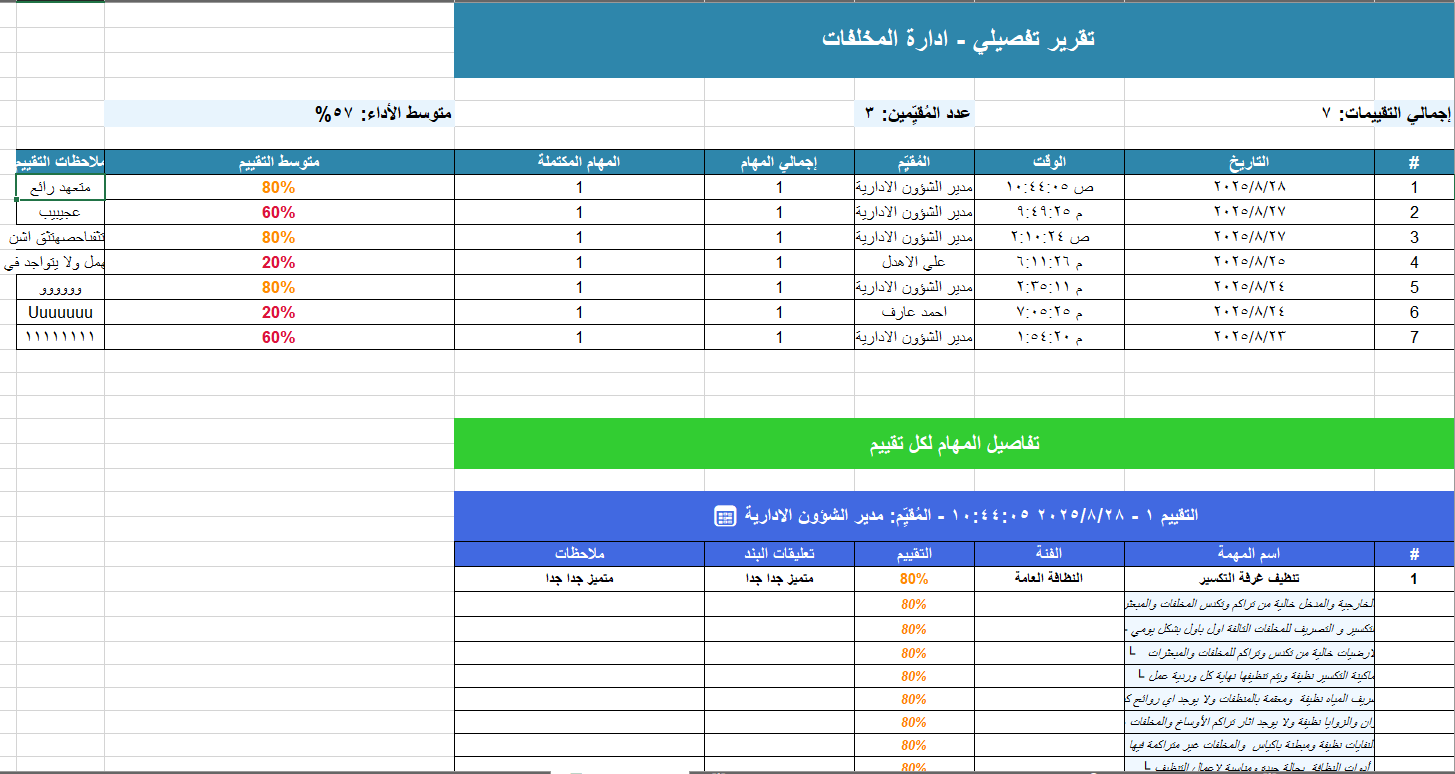 تقرير تفصيلي - ادارة المخلفات
إجمالي التقييمات: ٧ عدد المُقيِّمين: ٣ متوسط الأداء: ٥٧%
# التاريخ الوقت المُقيِّم إجمالي المهام المهام المكتملة متوسط التقييم ملاحظات التقييم
1 ٢٠٢٥/٨/٢٨ ١٠:٤٤:٠٥ ص مدير الشؤون الادارية 1 1 80% متعهد رائع
2 ٢٠٢٥/٨/٢٧ ٩:٤٩:٢٥ م مدير الشؤون الادارية 1 1 60% عجيبيب
3 ٢٠٢٥/٨/٢٧ ٢:١٠:٢٤ ص مدير الشؤون الادارية 1 1 80% اشن
4 ٢٠٢٥/٨/٢٥ ٦:١١:٢٦ م علي الاهدل 1 1 20% همل ولا يتواجد في
5 ٢٠٢٥/٨/٢٤ ٢:٣٥:١١ م مدير الشؤون الادارية 1 1 80% وووووو
6 ٢٠٢٥/٨/٢٤ ٧:٠٥:٢٥ م احمد عارف 1 1 20% Uuuuuuu
7 ٢٠٢٥/٨/٢٣ ١:٥٤:٢٠ م مدير الشؤون الادارية 1 1 60% ١١١١١١١١
تفاصيل المهام لكل تقييم
التقييم ١ - ٢٠٢٥/٨/٢٨ ١٠:٤٤:٠٥ - المُقيِّم: مدير الشؤون الادارية
# اسم المهمة الفئة التقييم تعليقات البند ملاحظات
1 تنظيف غرفة التكسير النظافة العامة 80% متميز جدا جدا متميز جدا جدا
لخارجية والمدخل خالية من تراكم وتكدس المخلفات والمبعثر 80%
تكسير و التصريف للمخلفات التالفة اول باول بشكل يومي - 80%
لارضيات خالية من تكدس وتراكم للمخلفات والمبعثرات 80%
ماكينة التكسير نظيفة ويتم تنظيفها نهاية كل وردية عمل 80%
ريف المياه نظيفة ومعقمة بالمنظفات ولا يوجد اي روائح ك 80%
ران والزوايا نظيفة ولا يوجد اثار تراكم الأوساخ والمخلفات 80%
لنفايات نظيفة ومبطنة باكياس والمخلفات غير متراكمة فيها 80%
أدوات النظافة بحالة جيدة ومناسبة لاعمال التنظيف 80%